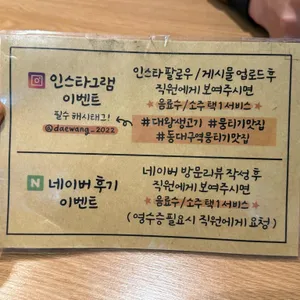 인스타그램
이벤트
필수 해시태그!
@daewang_2022
인스타 팔로우 / 게시물 업로드후
직원에게 보여주시면
★음료수/소주 택1 서비스★
#대왕생고기 #뭉티기맛집
#동대구역뭉티기맛집
N 네이버 후기
이벤트
네이버 방문리뷰 작성 후
직원에게 보여주시면
★음료수/소주 택1 서비스★
(영수증 필요시 직원에게 요청)